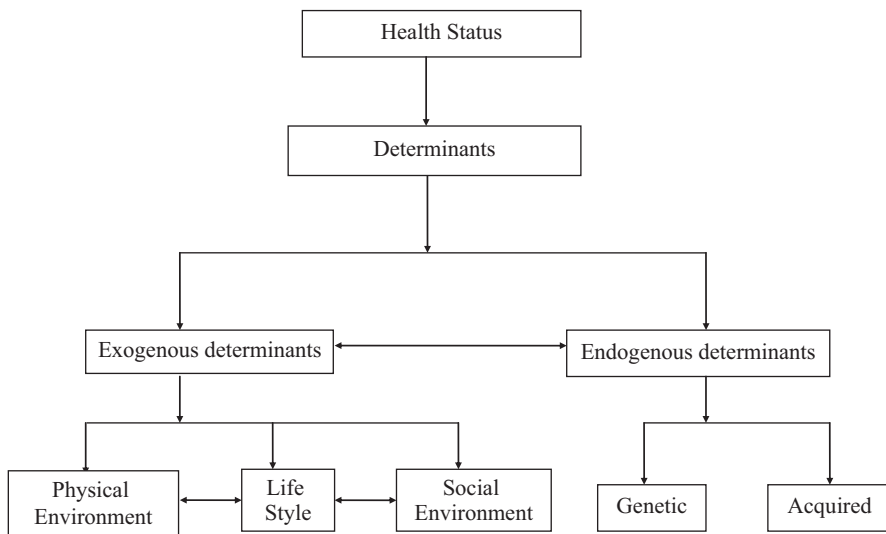 Health Status
Determinants
Exogenous determinants
Endogenous determinants
Physical
Environment
Life
Style
Social
Environment
Genetic
Acquired